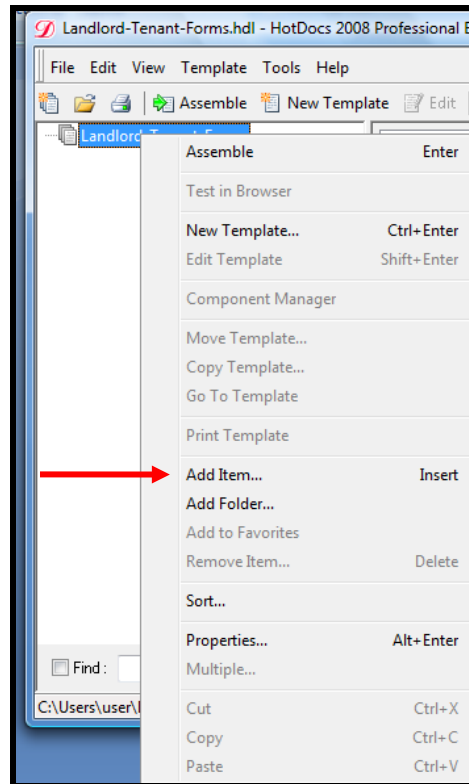 Landlord-Tenant-Forms.hdl - HotDocs 2008 Professional
File Edit View Template Tools Help
Assemble New Template Edit
Assemble Enter
Test in Browser
New Template... Ctrl+Enter
Edit Template Shift+Enter
Component Manager
Move Template...
Copy Template...
Go To Template
Print Template
Add Item... Insert
Add Folder...
Add to Favorites
Remove Item... Delete
Sort...
Properties... Alt+Enter
Multiple...
Find :
C:\Users\user\
Cut Ctrl+X
Copy Ctrl+C
Paste Ctrl+V